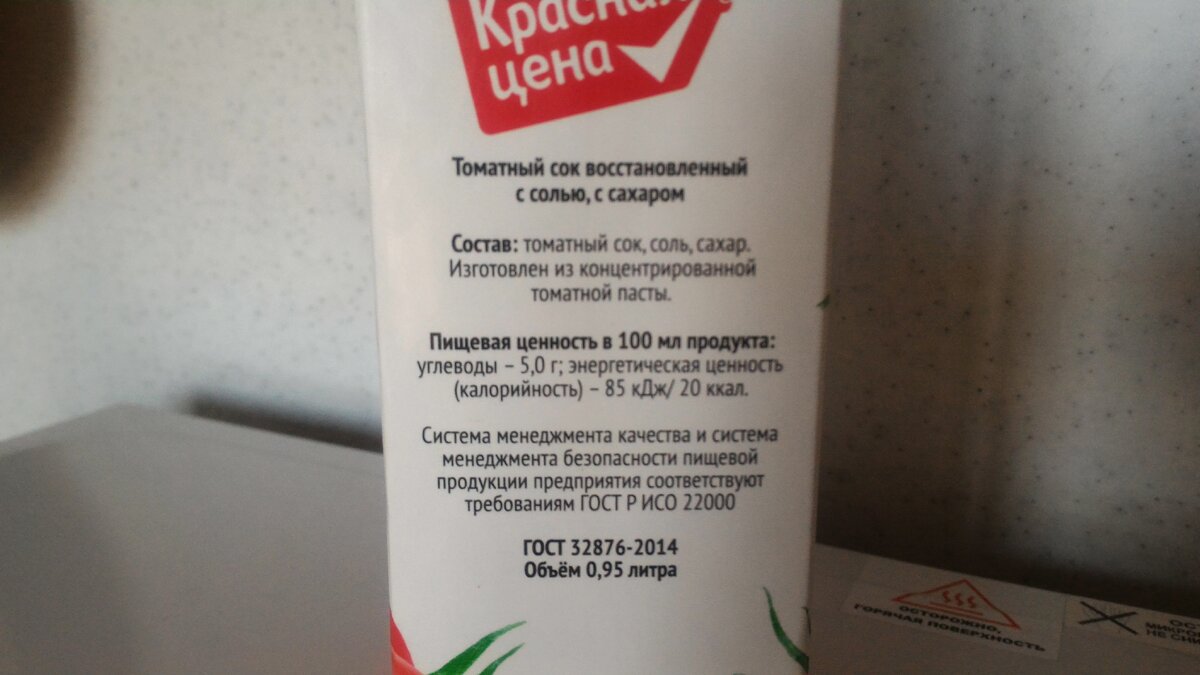 Красная
цена
Томатный сок восстановленный
с солью, с сахаром
Состав: томатный сок, соль, сахар.
Изготовлен из концентрированной
томатной пасты.
Пищевая ценность в 100 мл продукта:
углеводы – 5,0 г; энергетическая ценность
(калорийность) – 85 кДж/ 20 ккал.
Система менеджмента качества и система
менеджмента безопасности пищевой
продукции предприятия соответствуют
требованиям ГОСТ Р ИСО 22000
ГОСТ 32876-2014
Объём 0,95 литра
ОСТОРОЖНО,
ГОРЯЧАЯ ПОВЕРХНОСТЬ
НЕ